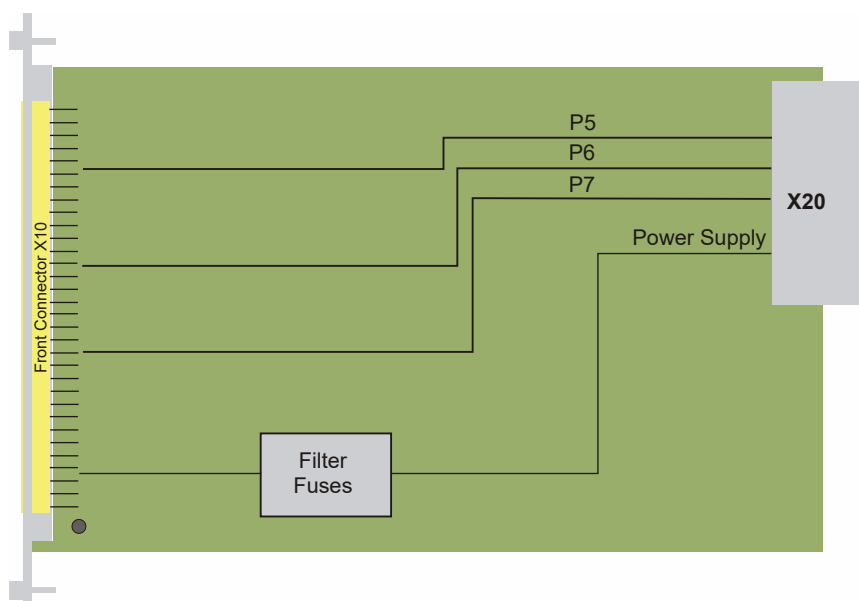 P5
P6
P7
X20
Power Supply
Front Connector X10
Filter
Fuses